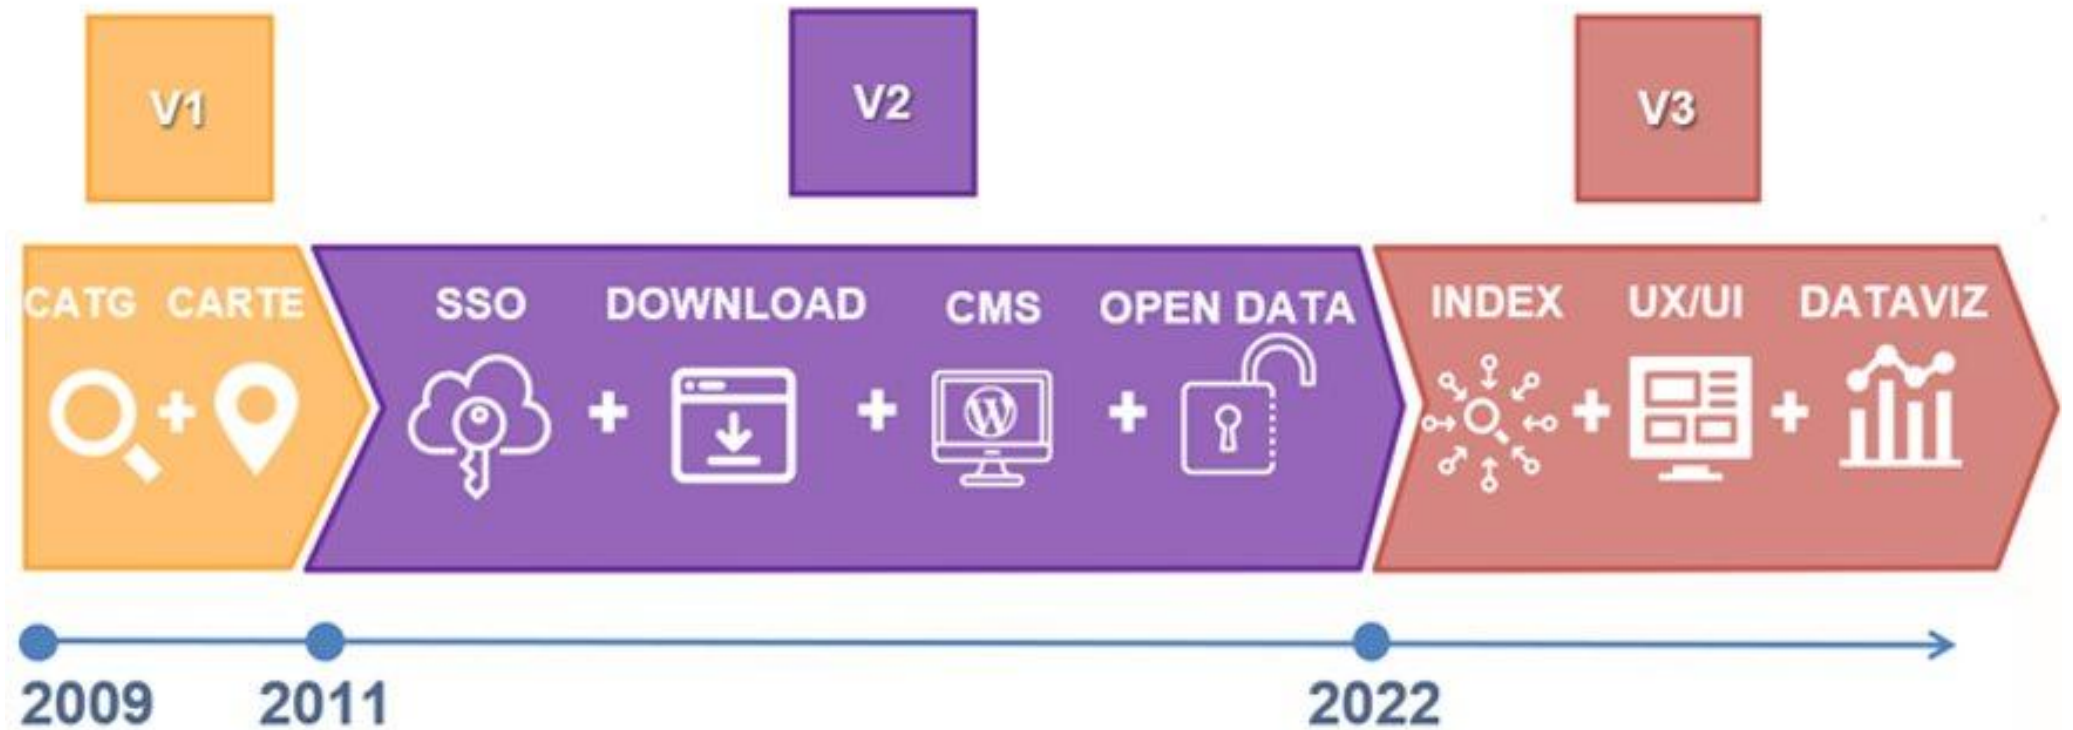 V1
V2
V3
CATG CARTE
SSO DOWNLOAD CMS OPEN DATA
INDEX UX/UI DATAVIZ
2009 2011 2022